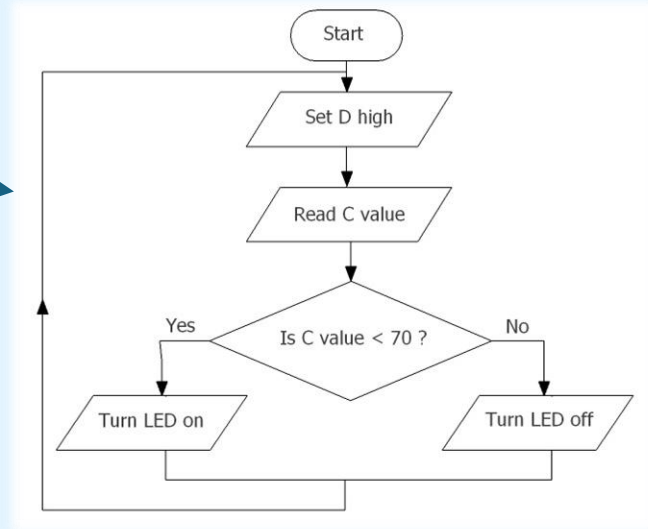 Start
Set D high
Read C value
Is C value < 70 ?
Yes
No
Turn LED on
Turn LED off